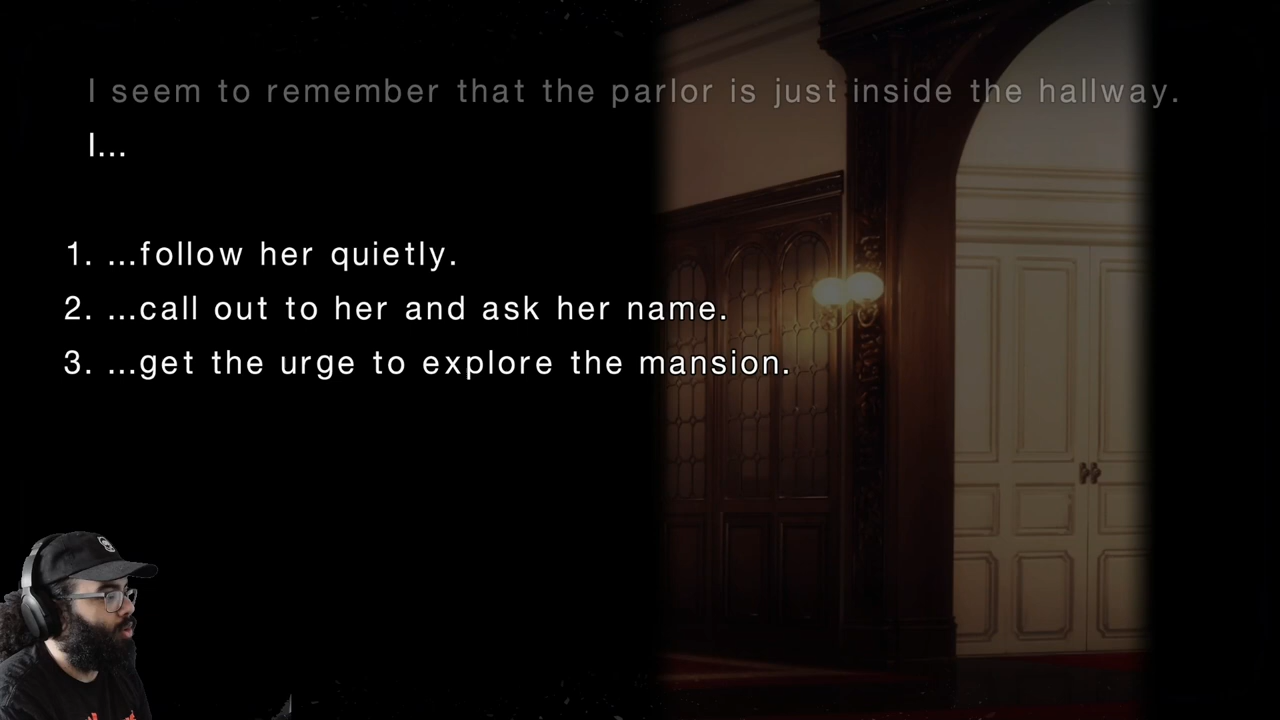 I seem to remember that the parlor is just inside the hallway.
I...
1. ...follow her quietly.
2. ...call out to her and ask her name.
3. ...get the urge to explore the mansion.